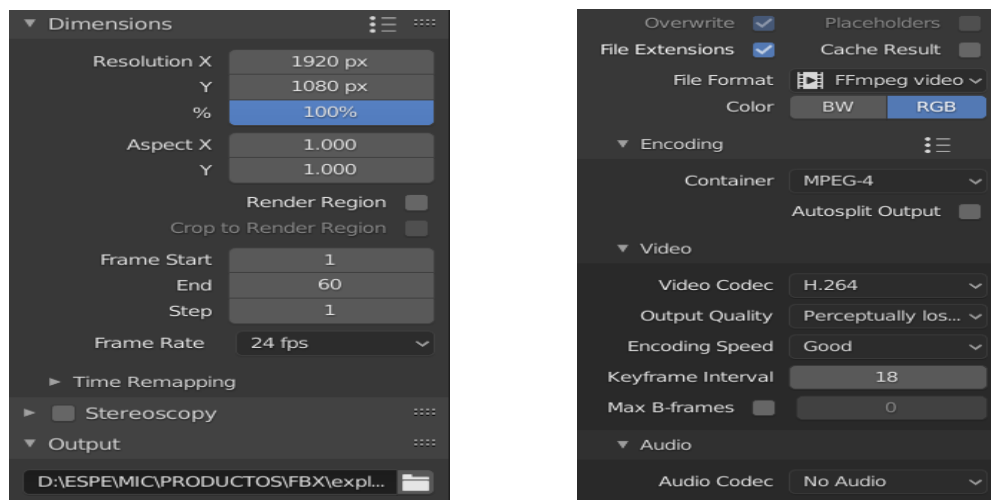 Dimensions
Resolution X 1920 px
Y 1080 px
% 100%
Aspect X 1.000
Y 1.000
Render Region
Crop to Render Region
Frame Start 1
End 60
Step 1
Frame Rate 24 fps
Time Remapping
Stereoscopy
Output
D:\ESPE\MIC\PRODUCTOS\FBX\expl...
Overwrite Placeholders
File Extensions Cache Result
File Format FFmpeg video
Color BW RGB
Encoding
Container MPEG-4
Autosplit Output
Video
Video Codec H.264
Output Quality Perceptually los...
Encoding Speed Good
Keyframe Interval 18
Max B-frames 0
Audio
Audio Codec No Audio